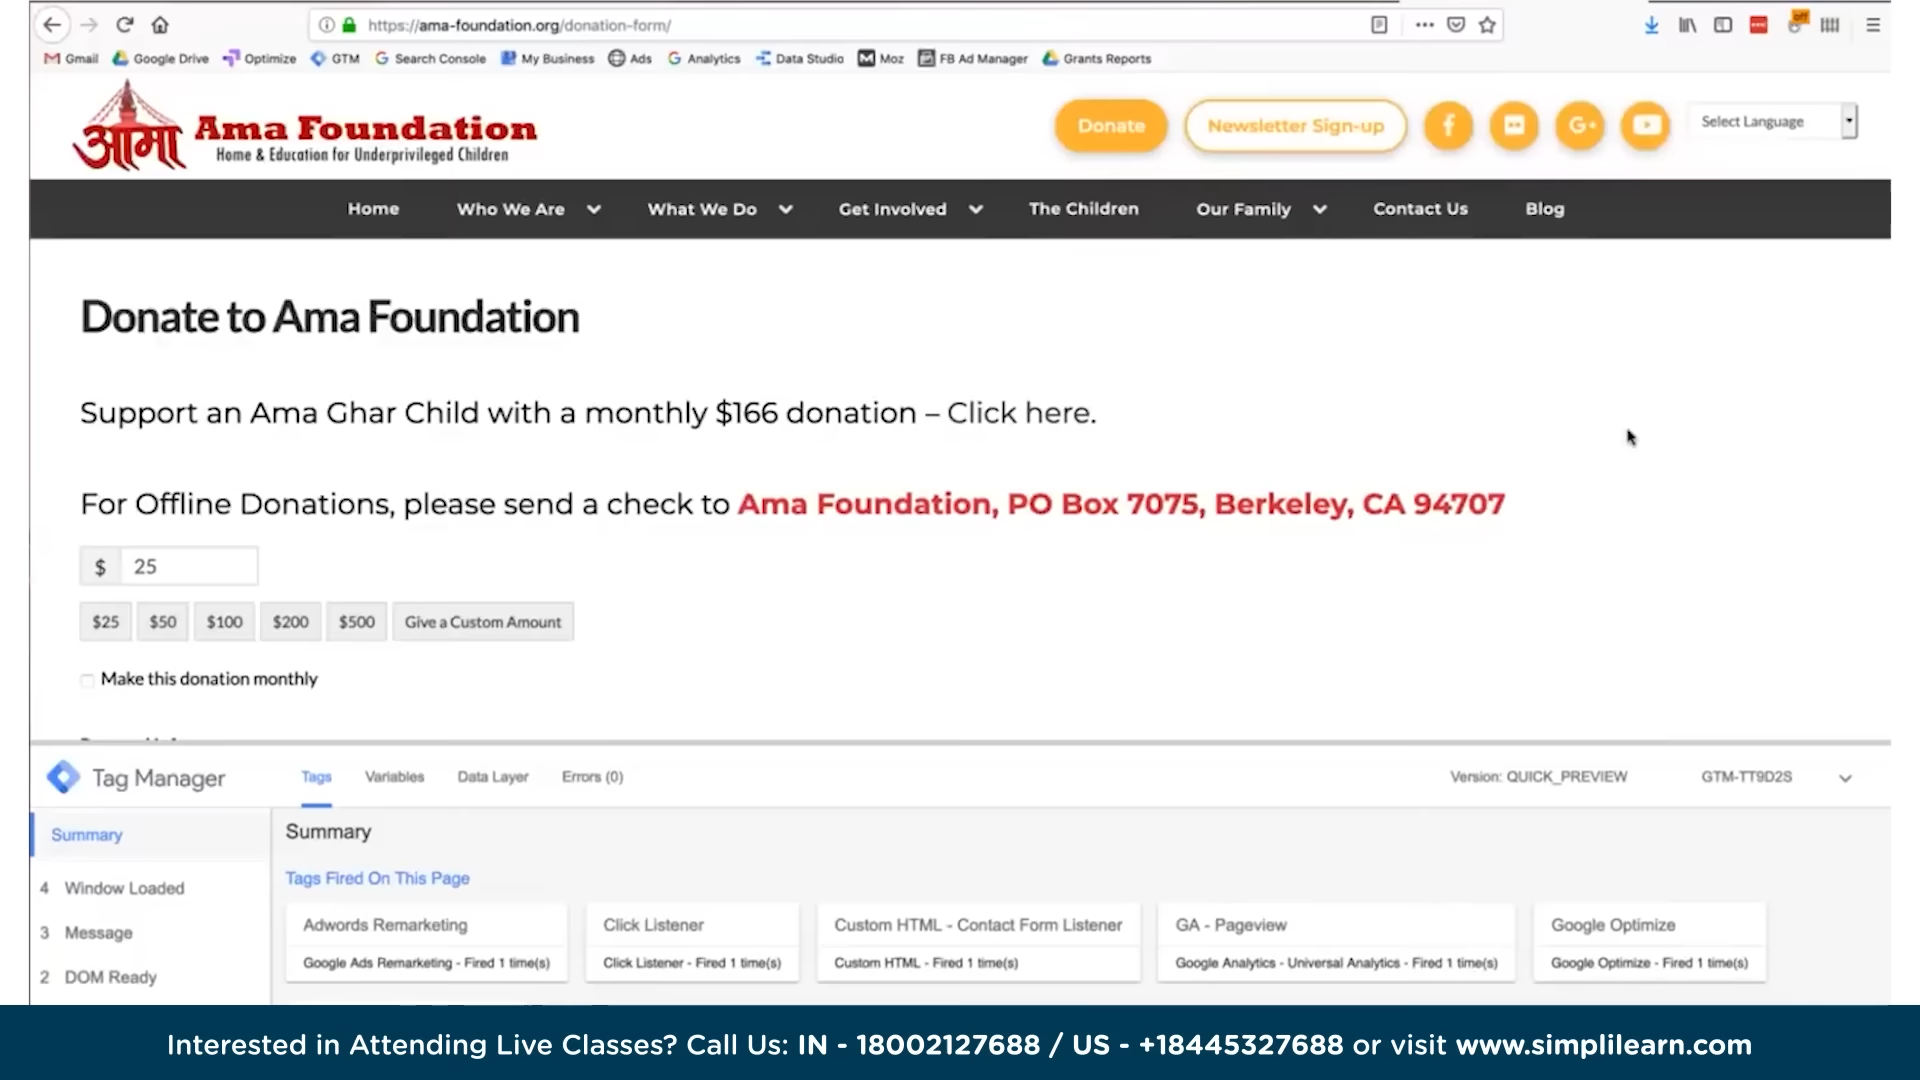 https://ama-foundation.org/donation-form/
off
Gmail Google Drive Optimize GTM Search Console My Business Ads Analytics Data Studio Moz FB Ad Manager Grants Reports
आमा Ama Foundation
Home & Education for Underprivileged Children
Donate Newsletter Sign-up Select Language
Home Who We Are What We Do Get Involved The Children Our Family Contact Us Blog
Donate to Ama Foundation
Support an Ama Ghar Child with a monthly $166 donation – Click here.
For Offline Donations, please send a check to Ama Foundation, PO Box 7075, Berkeley, CA 94707
$ 25
$25 $50 $100 $200 $500 Give a Custom Amount
Make this donation monthly
Tag Manager Tags Variables Data Layer Errors (0) Version: QUICK_PREVIEW GTM-TT9D2S
Summary Summary
Tags Fired On This Page
4 Window Loaded
Adwords Remarketing Click Listener Custom HTML - Contact Form Listener GA - Pageview Google Optimize
3 Message
Google Ads Remarketing - Fired 1 time(s) Click Listener - Fired 1 time(s) Custom HTML - Fired 1 time(s) Google Analytics - Universal Analytics - Fired 1 time(s) Google Optimize - Fired 1 time(s)
2 DOM Ready
Interested in Attending Live Classes? Call Us: IN - 18002127688 / US - +18445327688 or visit www.simplilearn.com